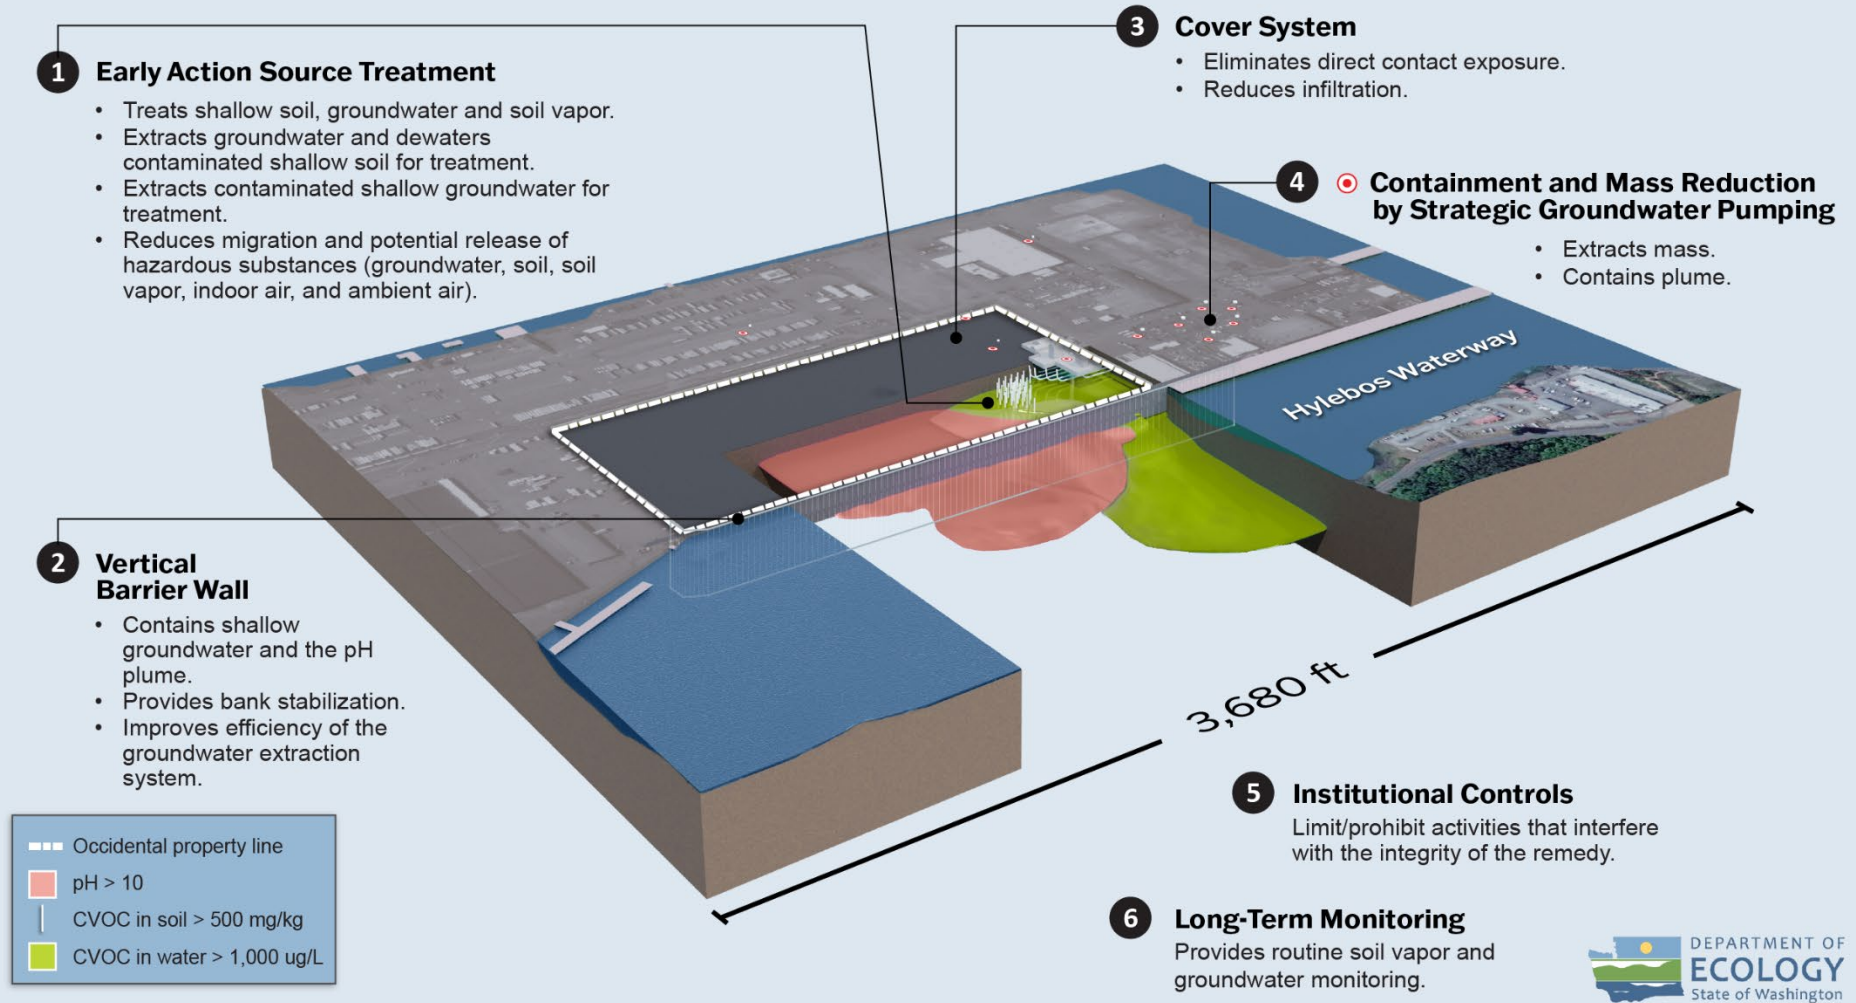 1 Early Action Source Treatment
• Treats shallow soil, groundwater and soil vapor.
• Extracts groundwater and dewaters
contaminated shallow soil for treatment.
• Extracts contaminated shallow groundwater for
treatment.
• Reduces migration and potential release of
hazardous substances (groundwater, soil, soil
vapor, indoor air, and ambient air).
3 Cover System
• Eliminates direct contact exposure.
• Reduces infiltration.
4 Containment and Mass Reduction
by Strategic Groundwater Pumping
• Extracts mass.
• Contains plume.
Hylebos Waterway
2 Vertical
Barrier Wall
• Contains shallow
groundwater and the pH
plume.
• Provides bank stabilization.
• Improves efficiency of the
groundwater extraction
system.
3,680 ft
Occidental property line
pH > 10
CVOC in soil > 500 mg/kg
CVOC in water > 1,000 ug/L
5 Institutional Controls
Limit/prohibit activities that interfere
with the integrity of the remedy.
6 Long-Term Monitoring
Provides routine soil vapor and
groundwater monitoring.
DEPARTMENT OF
ECOLOGY
State of Washington